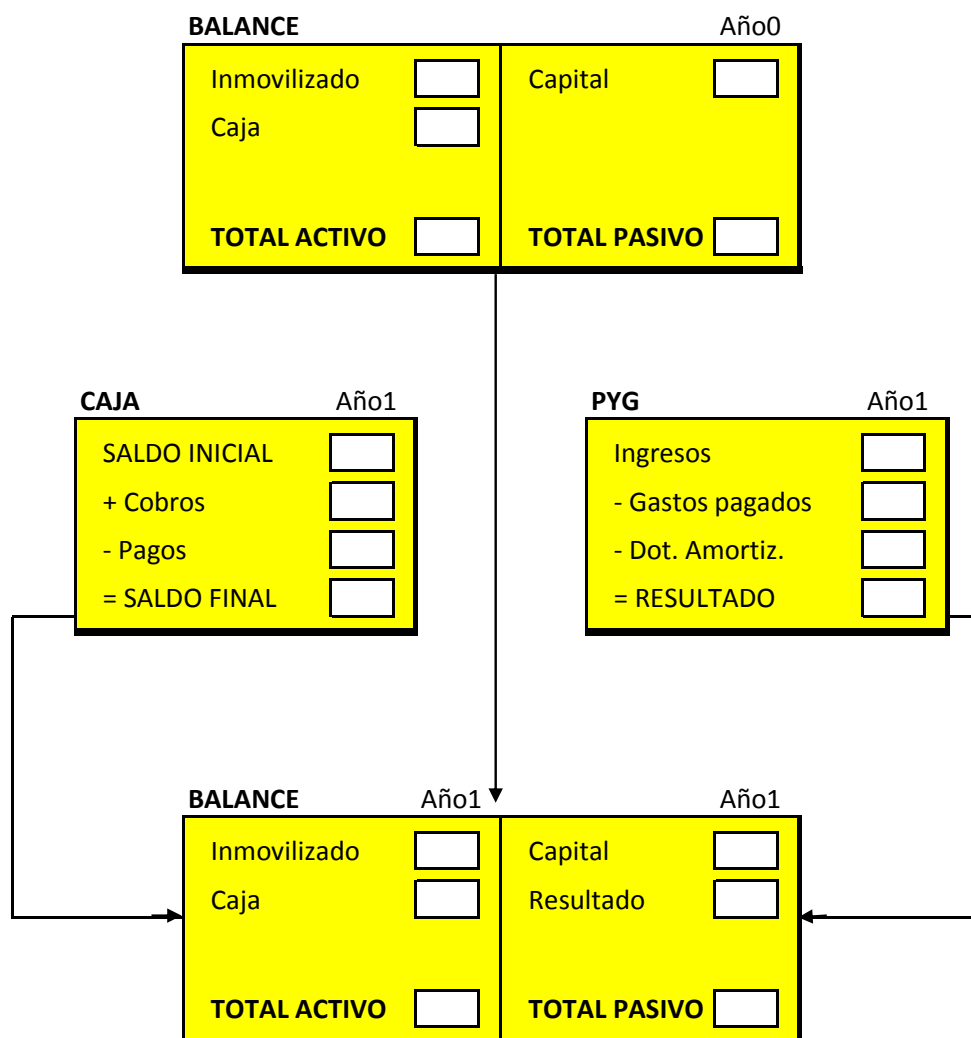 BALANCE Año0
Inmovilizado Capital
Caja
TOTAL ACTIVO TOTAL PASIVO
CAJA Año1
SALDO INICIAL
+ Cobros
- Pagos
= SALDO FINAL
PYG Año1
Ingresos
- Gastos pagados
- Dot. Amortiz.
= RESULTADO
BALANCE Año1 Año1
Inmovilizado Capital
Caja Resultado
TOTAL ACTIVO TOTAL PASIVO